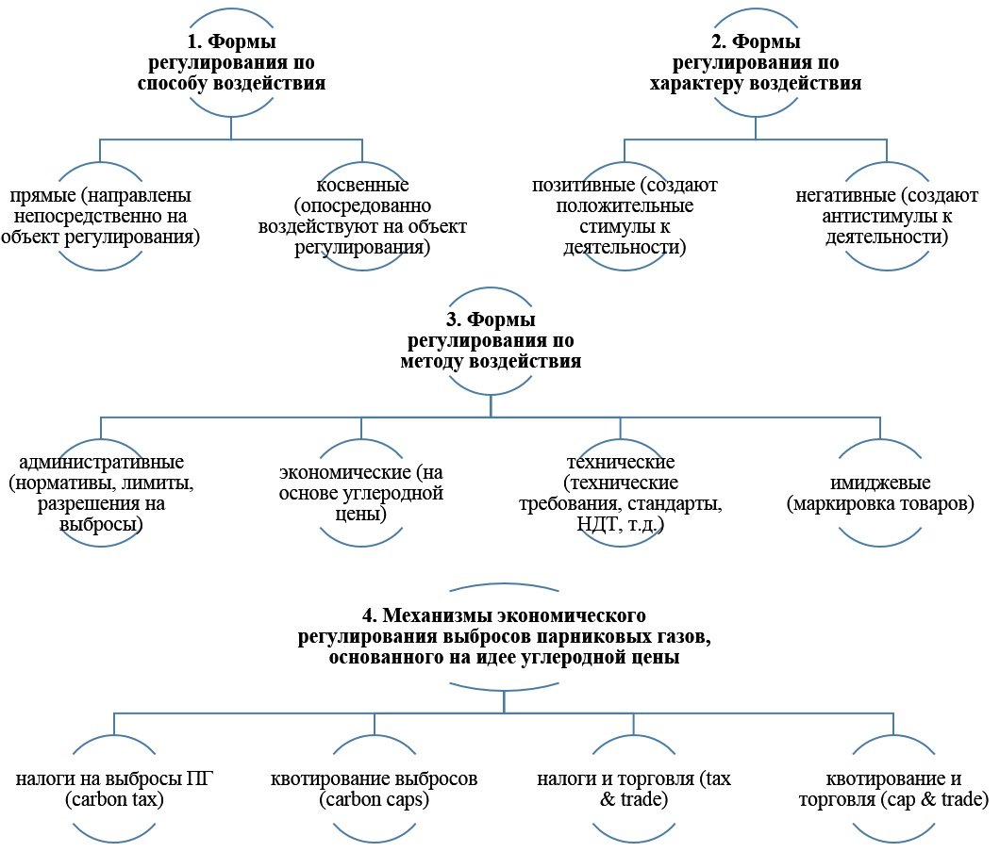 1. Формы
регулирования по
способу воздействия
2. Формы
регулирования по
характеру воздействия
прямые (направлены
непосредственно на
объект регулирования)
косвенные
(опосредованно
воздействуют на объект
регулирования)
позитивные (создают
положительные
стимулы к
деятельности)
негативные (создают
антистимулы к
деятельности)
3. Формы
регулирования по
методу воздействия
административные
(нормативы, лимиты,
разрешения на
выбросы)
экономические (на
основе углеродной
цены)
технические
(технические
требования, стандарты,
НДТ, т.д.)
имиджевые
(маркировка товаров)
4. Механизмы экономического
регулирования выбросов парниковых газов,
основанного на идее углеродной цены
налоги на выбросы ПГ
(carbon tax)
квотирование выбросов
(carbon caps)
налоги и торговля (tax
& trade)
квотирование и
торговля (cap & trade)